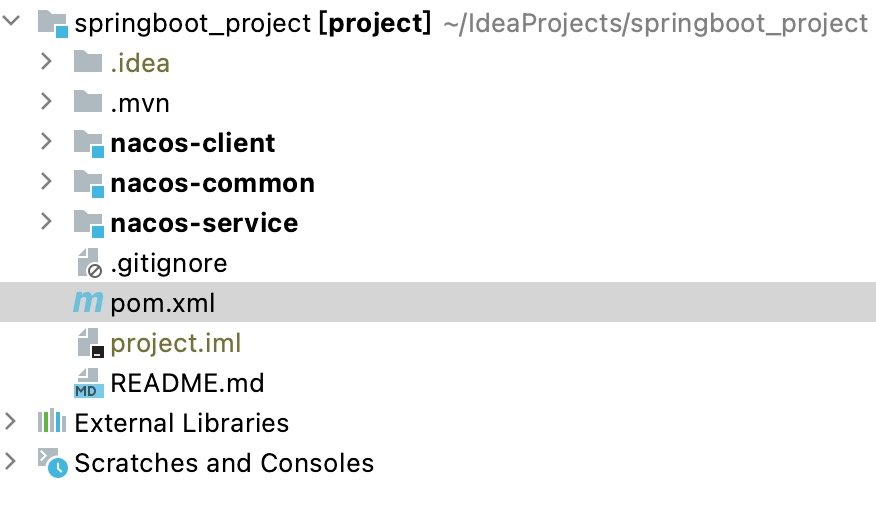 springboot_project [project] ~/IdeaProjects/springboot_project
.idea
.mvn
nacos-client
nacos-common
nacos-service
.gitignore
m pom.xml
project.iml
MD README.md
External Libraries
Scratches and Consoles